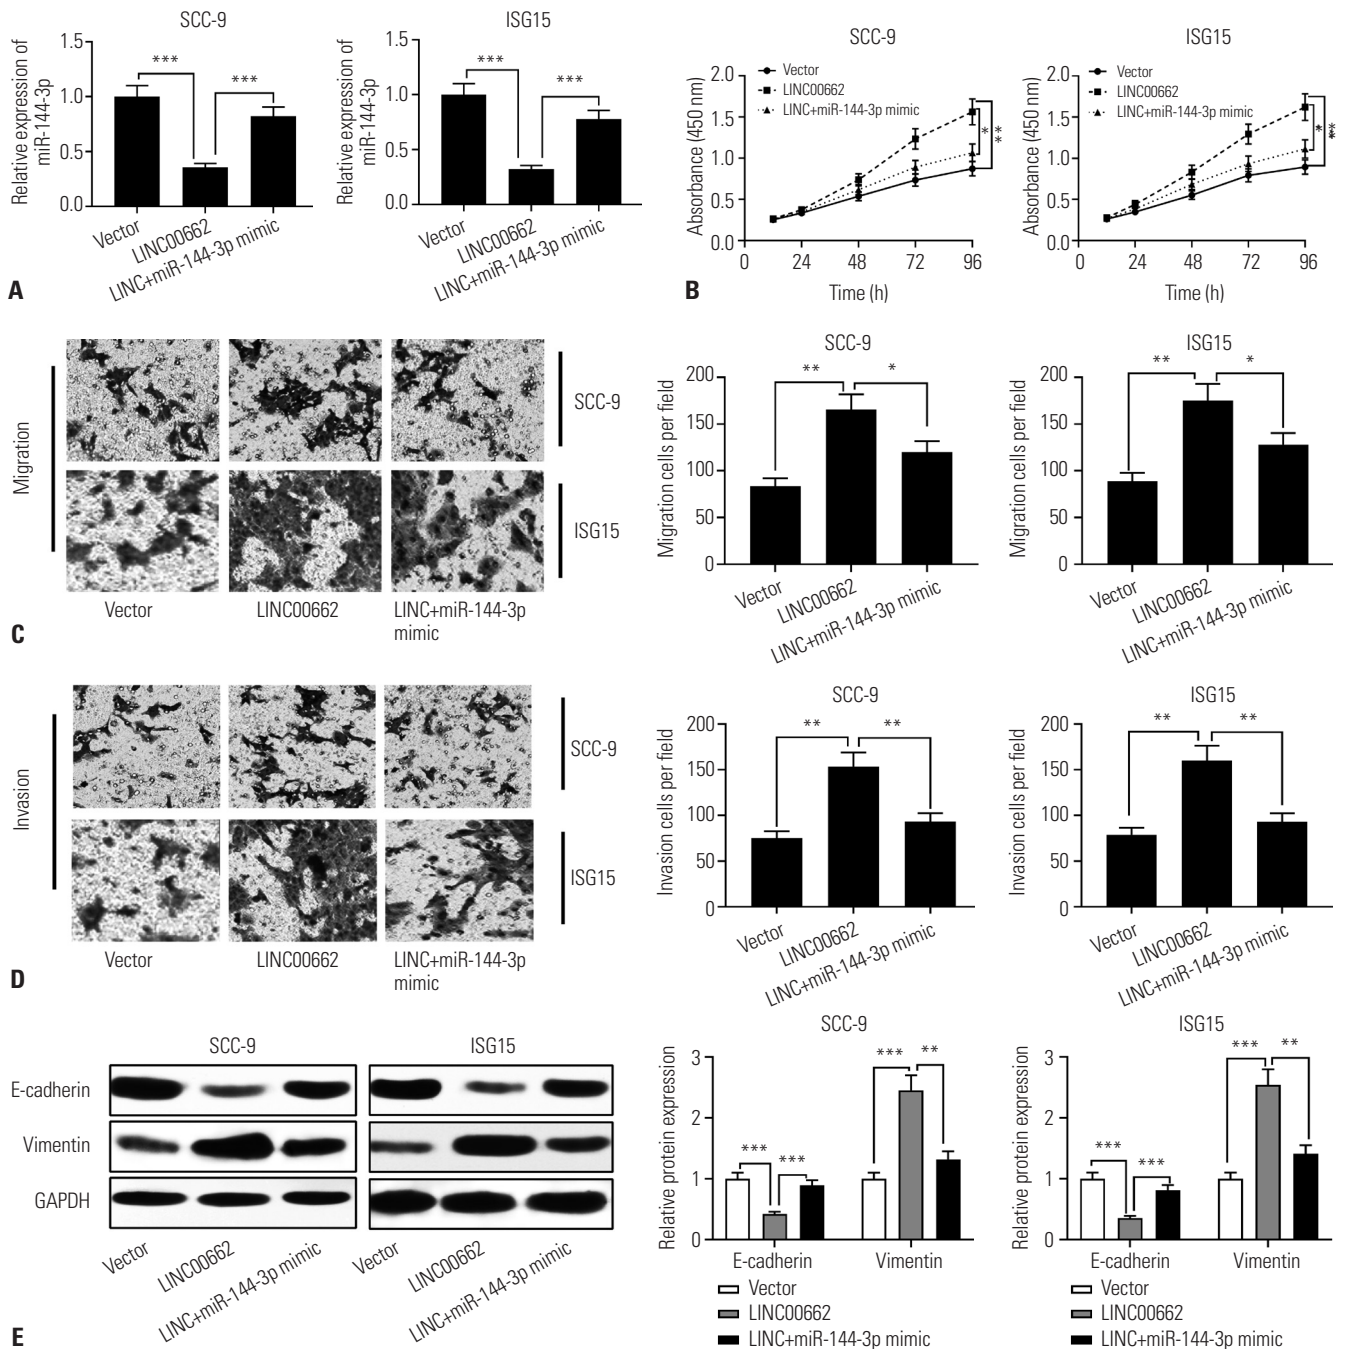 SCC-9
Relative expression of
miR-144-3p
1.5
1.0
0.5
0.0
***
***
Vector
LINC00662
LINC+miR-144-3p mimic
ISG15
Relative expression of
miR-144-3p
1.5
1.0
0.5
0.0
***
***
Vector
LINC00662
LINC+miR-144-3p mimic
A
SCC-9
Absorbance (450 nm)
2.0
1.5
1.0
0.5
0.0
Vector
LINC00662
LINC+miR-144-3p mimic
*
**
0 24 48 72 96
Time (h)
ISG15
Absorbance (450 nm)
2.0
1.5
1.0
0.5
0.0
Vector
LINC00662
LINC+miR-144-3p mimic
*
0 24 48 72 96
Time (h)
B
Migration
SCC-9
ISG15
Vector
LINC00662
LINC+miR-144-3p
mimic
SCC-9
Migration cells per field
200
150
100
50
0
**
*
Vector
LINC00662
LINC+miR-144-3p mimic
ISG15
Migration cells per field
200
150
100
50
0
**
*
Vector
LINC00662
LINC+miR-144-3p mimic
C
Invasion
SCC-9
ISG15
Vector
LINC00662
LINC+miR-144-3p
mimic
SCC-9
Invasion cells per field
200
150
100
50
0
**
**
Vector
LINC00662
LINC+miR-144-3p mimic
ISG15
Invasion cells per field
200
150
100
50
0
**
**
Vector
LINC00662
LINC+miR-144-3p mimic
D
SCC-9
ISG15
E-cadherin
Vimentin
GAPDH
Vector
LINC00662
LINC+miR-144-3p mimic
Vector
LINC00662
LINC+miR-144-3p mimic
SCC-9
Relative protein expression
3
2
1
0
***
***
***
**
E-cadherin
Vimentin
Vector
LINC00662
LINC+miR-144-3p mimic
ISG15
Relative protein expression
3
2
1
0
***
***
***
**
E-cadherin
Vimentin
Vector
LINC00662
LINC+miR-144-3p mimic
E